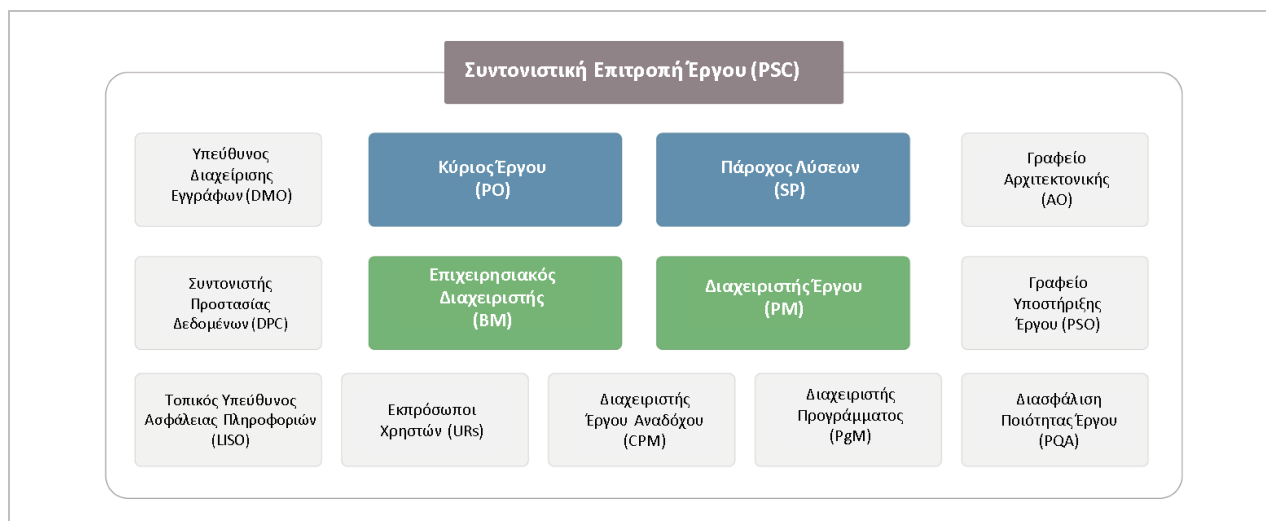 Συντονιστική Επιτροπή Έργου (PSC)
Υπεύθυνος
Διαχείρισης
Εγγράφων (DMO)
Κύριος Έργου
(PO)
Πάροχος Λύσεων
(SP)
Γραφείο
Αρχιτεκτονικής
(AO)
Συντονιστής
Προστασίας
Δεδομένων (DPC)
Επιχειρησιακός
Διαχειριστής
(BM)
Διαχειριστής Έργου
(PM)
Γραφείο
Υποστήριξης
Έργου (PSO)
Τοπικός Υπεύθυνος
Ασφάλειας Πληροφοριών
(LISO)
Εκπρόσωποι
Χρηστών (URs)
Διαχειριστής
Έργου Αναδόχου
(CPM)
Διαχειριστής
Προγράμματος
(PgM)
Διασφάλιση
Ποιότητας Έργου
(PQA)